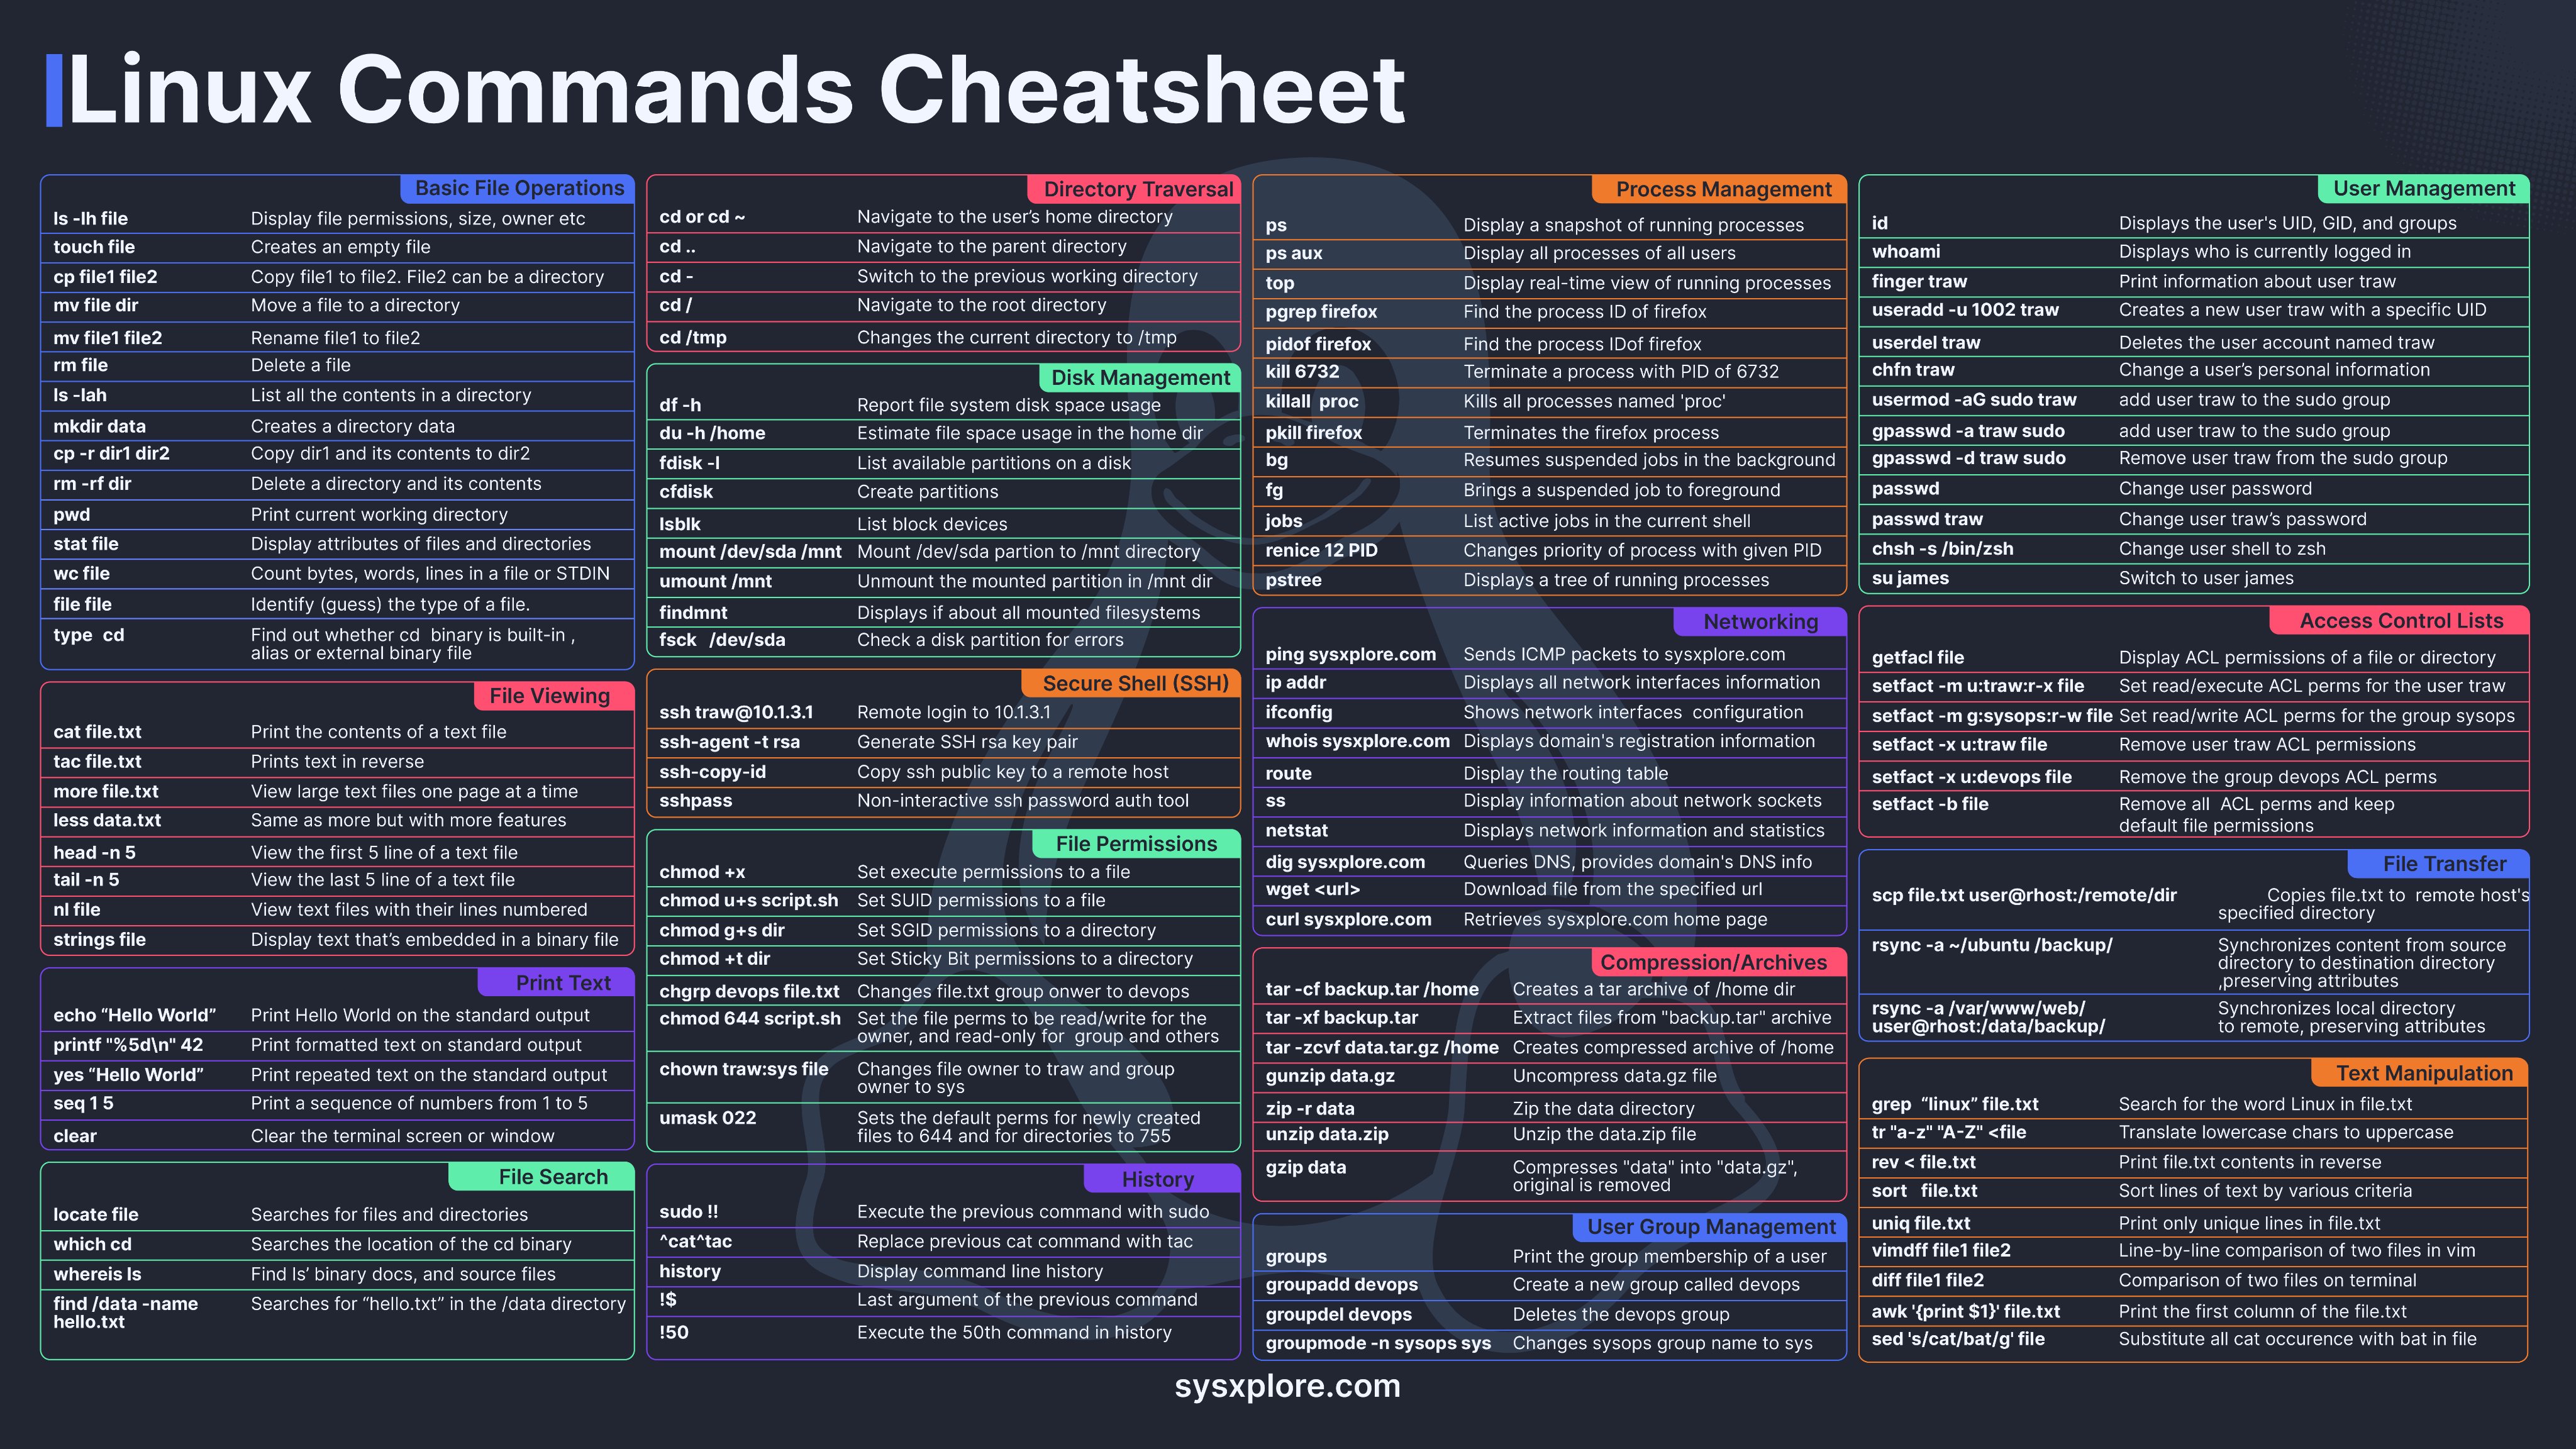 Linux Commands Cheatsheet
Basic File Operations
ls -lh file Display file permissions, size, owner etc
touch file Creates an empty file
cp file1 file2 Copy file1 to file2. File2 can be a directory
mv file dir Move a file to a directory
mv file1 file2 Rename file1 to file2
rm file Delete a file
ls -lah List all the contents in a directory
mkdir data Creates a directory data
cp -r dir1 dir2 Copy dir1 and its contents to dir2
rm -rf dir Delete a directory and its contents
pwd Print current working directory
stat file Display attributes of files and directories
wc file Count bytes, words, lines in a file or STDIN
file file Identify (guess) the type of a file.
type cd Find out whether cd binary is built-in ,
alias or external binary file
File Viewing
cat file.txt Print the contents of a text file
tac file.txt Prints text in reverse
more file.txt View large text files one page at a time
less data.txt Same as more but with more features
head -n 5 View the first 5 line of a text file
tail -n 5 View the last 5 line of a text file
nl file View text files with their lines numbered
strings file Display text that’s embedded in a binary file
Print Text
echo “Hello World” Print Hello World on the standard output
printf "%5d\n" 42 Print formatted text on standard output
yes “Hello World” Print repeated text on the standard output
seq 1 5 Print a sequence of numbers from 1 to 5
clear Clear the terminal screen or window
File Search
locate file Searches for files and directories
which cd Searches the location of the cd binary
whereis ls Find ls’ binary docs, and source files
find /data -name Searches for “hello.txt” in the /data directory
hello.txt
Directory Traversal
cd or cd ~ Navigate to the user’s home directory
cd .. Navigate to the parent directory
cd - Switch to the previous working directory
cd / Navigate to the root directory
cd /tmp Changes the current directory to /tmp
Disk Management
df -h Report file system disk space usage
du -h /home Estimate file space usage in the home dir
fdisk -l List available partitions on a disk
cfdisk Create partitions
lsblk List block devices
mount /dev/sda /mnt Mount /dev/sda partion to /mnt directory
umount /mnt Unmount the mounted partition in /mnt dir
findmnt Displays if about all mounted filesystems
fsck /dev/sda Check a disk partition for errors
Secure Shell (SSH)
ssh traw@10.1.3.1 Remote login to 10.1.3.1
ssh-agent -t rsa Generate SSH rsa key pair
ssh-copy-id Copy ssh public key to a remote host
sshpass Non-interactive ssh password auth tool
File Permissions
chmod +x Set execute permissions to a file
chmod u+s script.sh Set SUID permissions to a file
chmod g+s dir Set SGID permissions to a directory
chmod +t dir Set Sticky Bit permissions to a directory
chgrp devops file.txt Changes file.txt group onwer to devops
chmod 644 script.sh Set the file perms to be read/write for the
owner, and read-only for group and others
chown traw:sys file Changes file owner to traw and group
owner to sys
umask 022 Sets the default perms for newly created
files to 644 and for directories to 755
History
sudo !! Execute the previous command with sudo
^cat^tac Replace previous cat command with tac
history Display command line history
!$ Last argument of the previous command
!50 Execute the 50th command in history
Process Management
ps Display a snapshot of running processes
ps aux Display all processes of all users
top Display real-time view of running processes
pgrep firefox Find the process ID of firefox
pidof firefox Find the process IDof firefox
kill 6732 Terminate a process with PID of 6732
killall proc Kills all processes named 'proc'
pkill firefox Terminates the firefox process
bg Resumes suspended jobs in the background
fg Brings a suspended job to foreground
jobs List active jobs in the current shell
renice 12 PID Changes priority of process with given PID
pstree Displays a tree of running processes
Networking
ping sysxplore.com Sends ICMP packets to sysxplore.com
ip addr Displays all network interfaces information
ifconfig Shows network interfaces configuration
whois sysxplore.com Displays domain's registration information
route Display the routing table
ss Display information about network sockets
netstat Displays network information and statistics
dig sysxplore.com Queries DNS, provides domain's DNS info
wget <url> Download file from the specified url
curl sysxplore.com Retrieves sysxplore.com home page
Compression/Archives
tar -cf backup.tar /home Creates a tar archive of /home dir
tar -xf backup.tar Extract files from "backup.tar" archive
tar -zcvf data.tar.gz /home Creates compressed archive of /home
gunzip data.gz Uncompress data.gz file
zip -r data Zip the data directory
unzip data.zip Unzip the data.zip file
gzip data Compresses "data" into "data.gz",
original is removed
User Group Management
groups Print the group membership of a user
groupadd devops Create a new group called devops
groupdel devops Deletes the devops group
groupmode -n sysops sys Changes sysops group name to sys
User Management
id Displays the user's UID, GID, and groups
whoami Displays who is currently logged in
finger traw Print information about user traw
useradd -u 1002 traw Creates a new user traw with a specific UID
userdel traw Deletes the user account named traw
chfn traw Change a user’s personal information
usermod -aG sudo traw add user traw to the sudo group
gpasswd -a traw sudo add user traw to the sudo group
gpasswd -d traw sudo Remove user traw from the sudo group
passwd Change user password
passwd traw Change user traw’s password
chsh -s /bin/zsh Change user shell to zsh
su james Switch to user james
Access Control Lists
getfacl file Display ACL permissions of a file or directory
setfact -m u:traw:r-x file Set read/execute ACL perms for the user traw
setfact -m g:sysops:r-w file Set read/write ACL perms for the group sysops
setfact -x u:traw file Remove user traw ACL permissions
setfact -x u:devops file Remove the group devops ACL perms
setfact -b file Remove all ACL perms and keep
default file permissions
File Transfer
scp file.txt user@rhost:/remote/dir Copies file.txt to remote host's
specified directory
rsync -a ~/ubuntu /backup/ Synchronizes content from source
directory to destination directory
,preserving attributes
rsync -a /var/www/web/ Synchronizes local directory
user@rhost:/data/backup/ to remote, preserving attributes
Text Manipulation
grep “linux” file.txt Search for the word Linux in file.txt
tr "a-z" "A-Z" <file Translate lowercase chars to uppercase
rev < file.txt Print file.txt contents in reverse
sort file.txt Sort lines of text by various criteria
uniq file.txt Print only unique lines in file.txt
vimdff file1 file2 Line-by-line comparison of two files in vim
diff file1 file2 Comparison of two files on terminal
awk '{print $1}' file.txt Print the first column of the file.txt
sed 's/cat/bat/g' file Substitute all cat occurence with bat in file
sysxplore.com